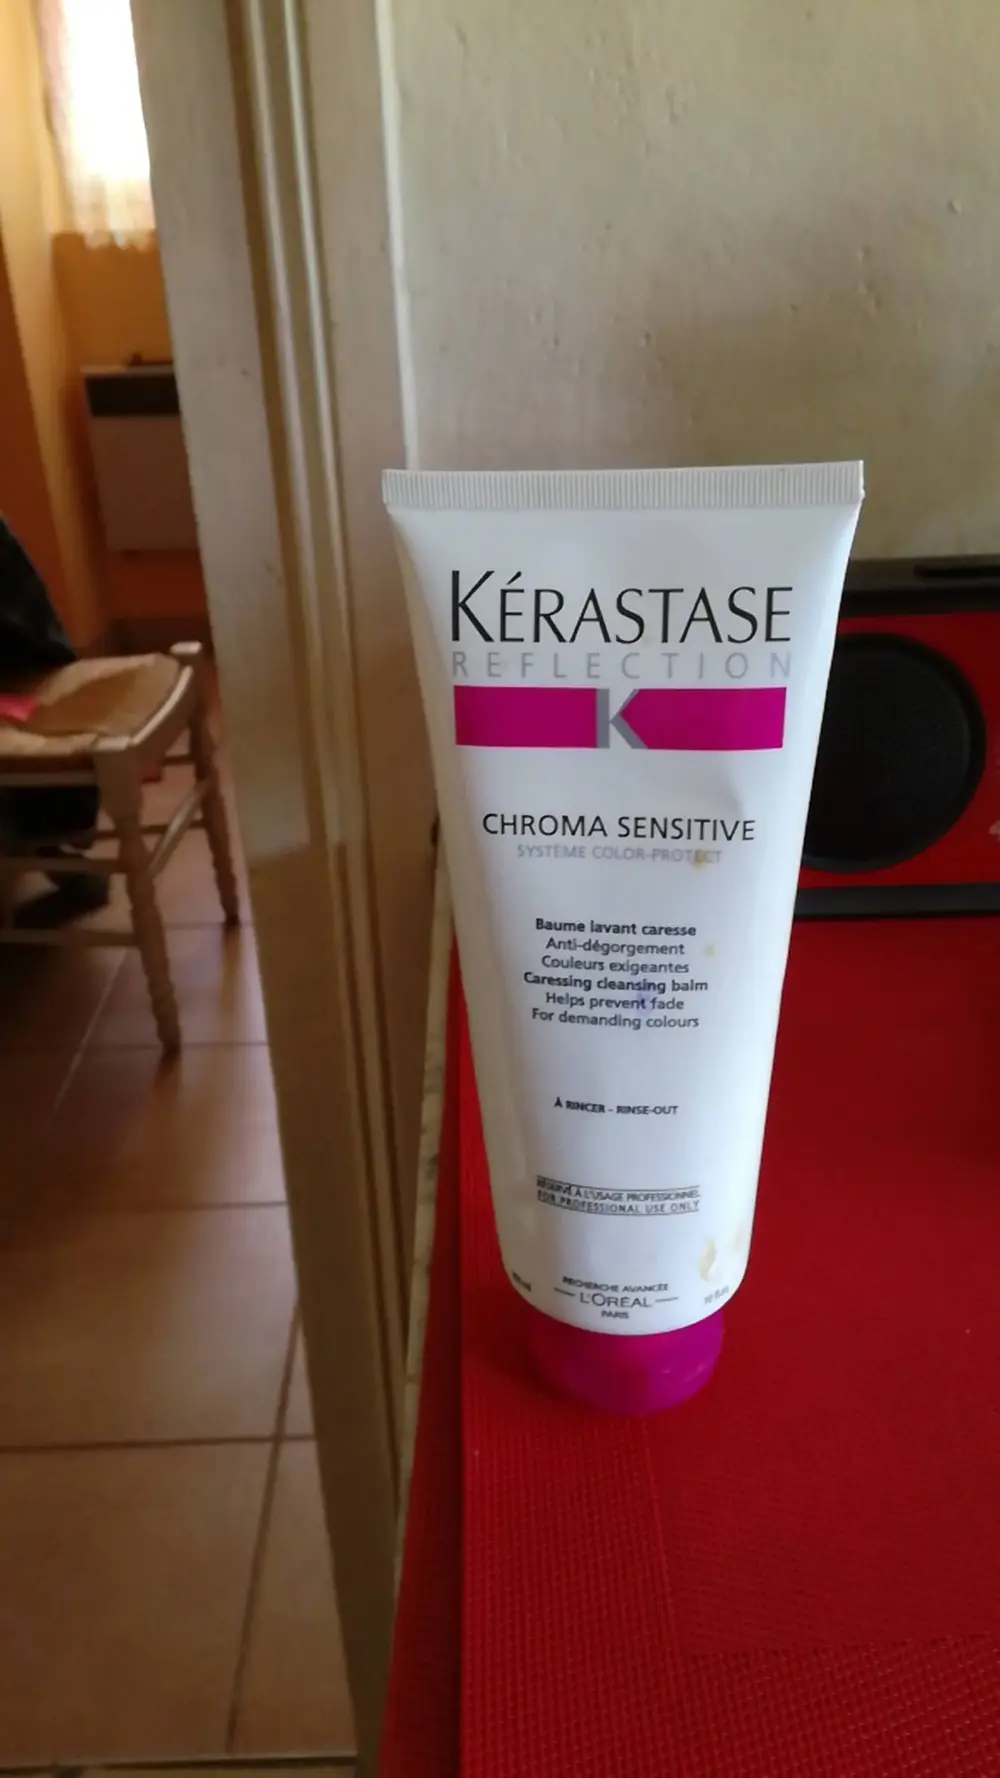 KÉRASTASE
REFLECTION
K
CHROMA SENSITIVE
SYSTÈME COLOR-PROTECT
Baume lavant caresse
Anti-dégorgement
Couleurs exigeantes
Caressing cleansing balm
Helps prevent fade
For demanding colours
À RINCER - RINSE-OUT
RÉSERVÉ À L'USAGE PROFESSIONNEL
FOR PROFESSIONAL USE ONLY
RECHERCHE AVANCÉE
L'ORÉAL
PARIS